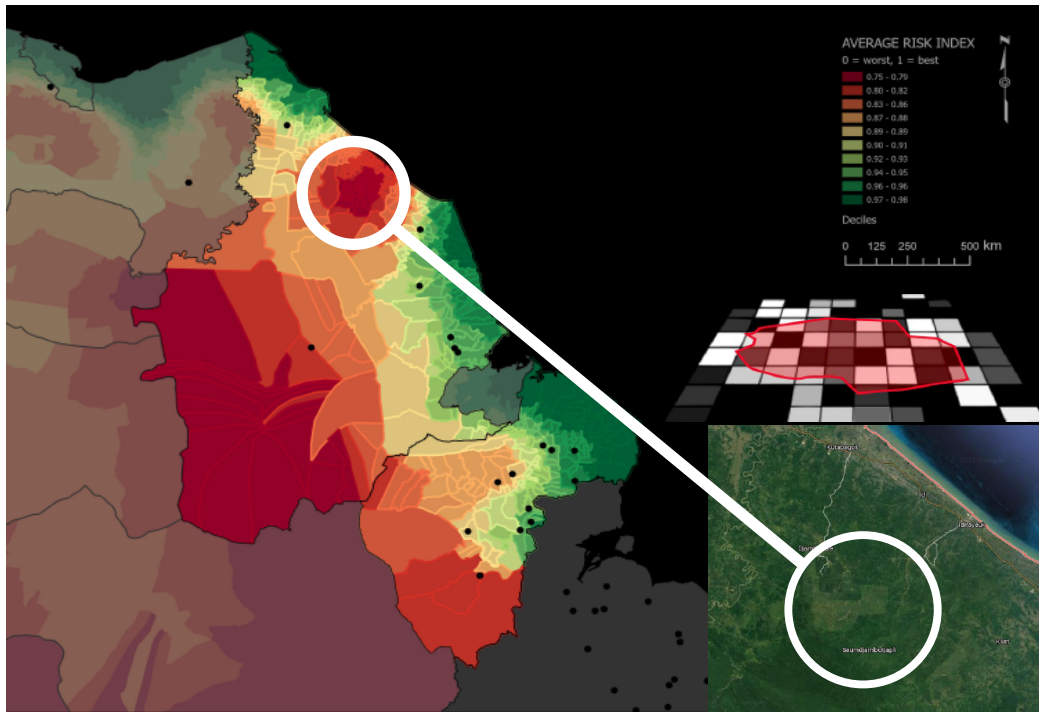 AVERAGE RISK INDEX
0 = worst, 1 = best
0.75 - 0.79
0.80 - 0.82
0.83 - 0.86
0.87 - 0.88
0.89 - 0.89
0.90 - 0.91
0.92 - 0.93
0.94 - 0.95
0.96 - 0.96
0.97 - 0.98
Deciles
N
0 125 250 500 km